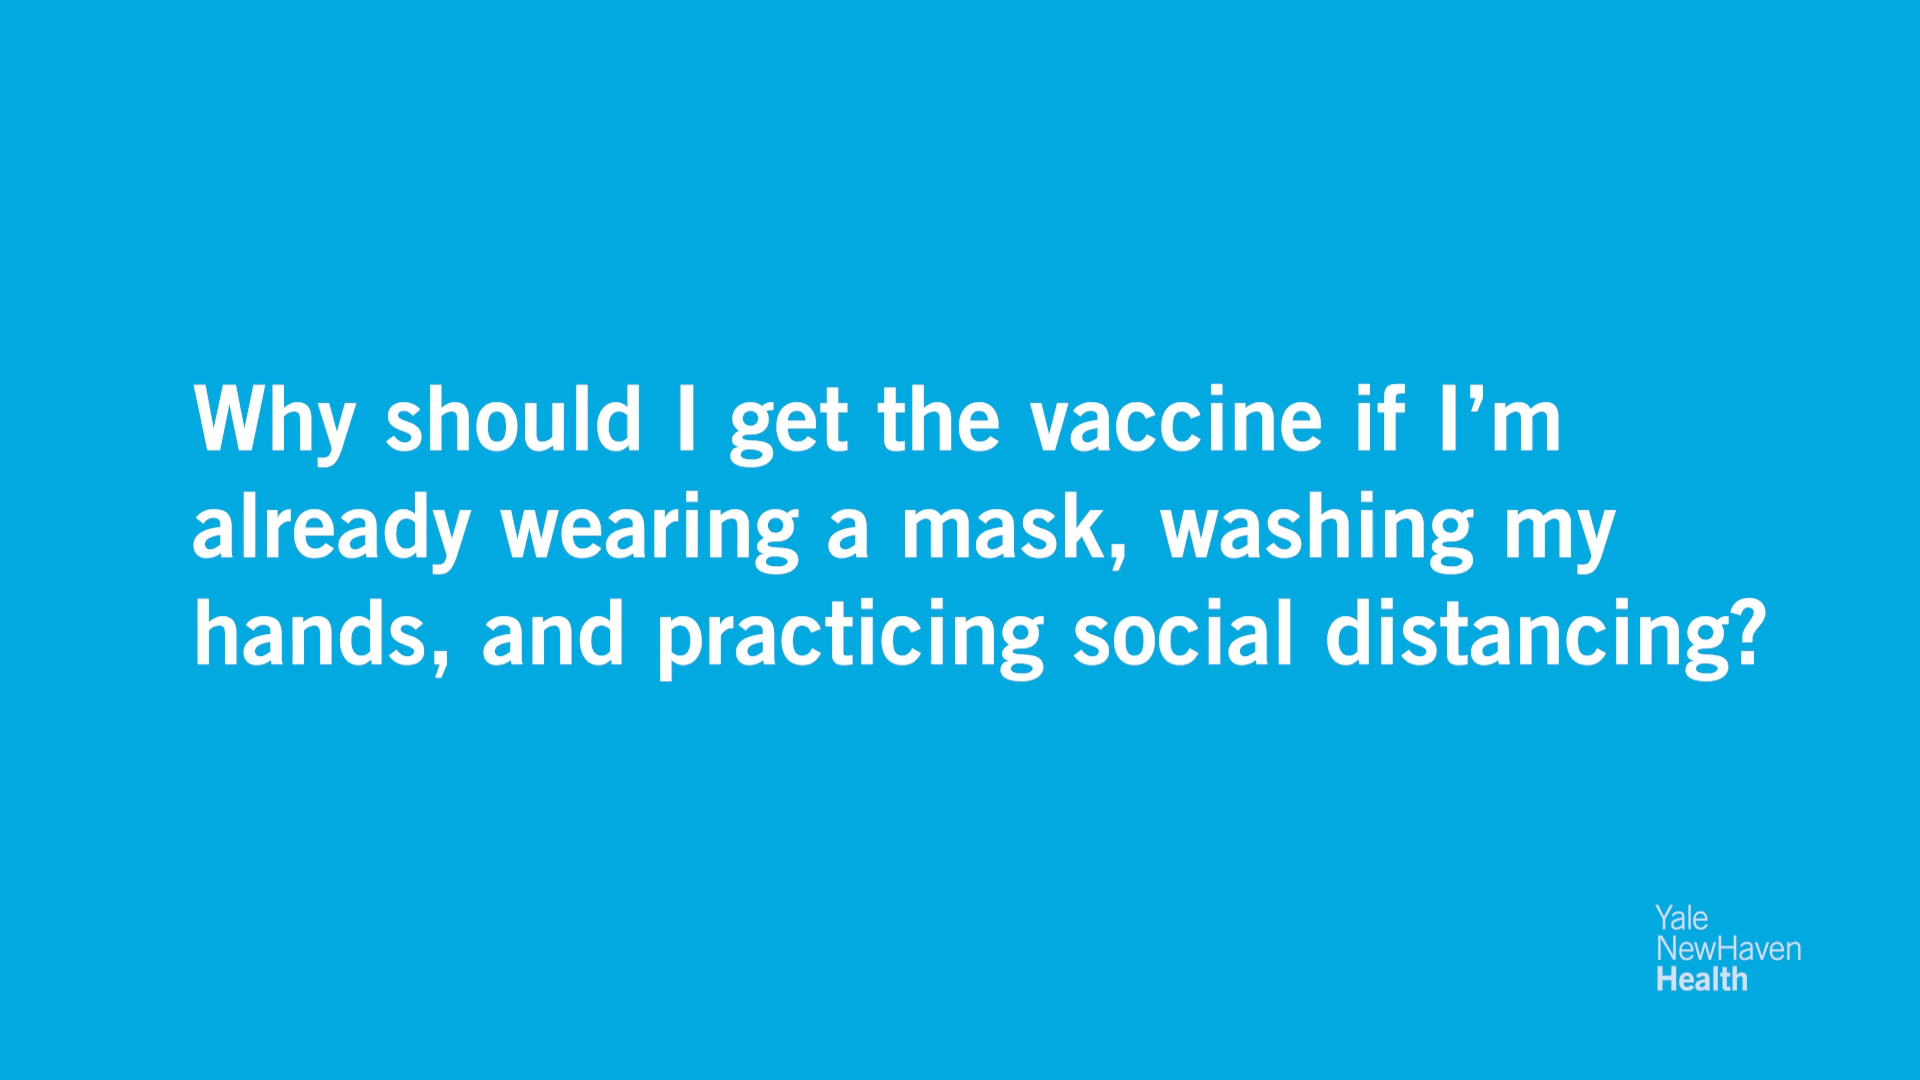 Why should I get the vaccine if I’m
already wearing a mask, washing my
hands, and practicing social distancing?
Yale
NewHaven
Health